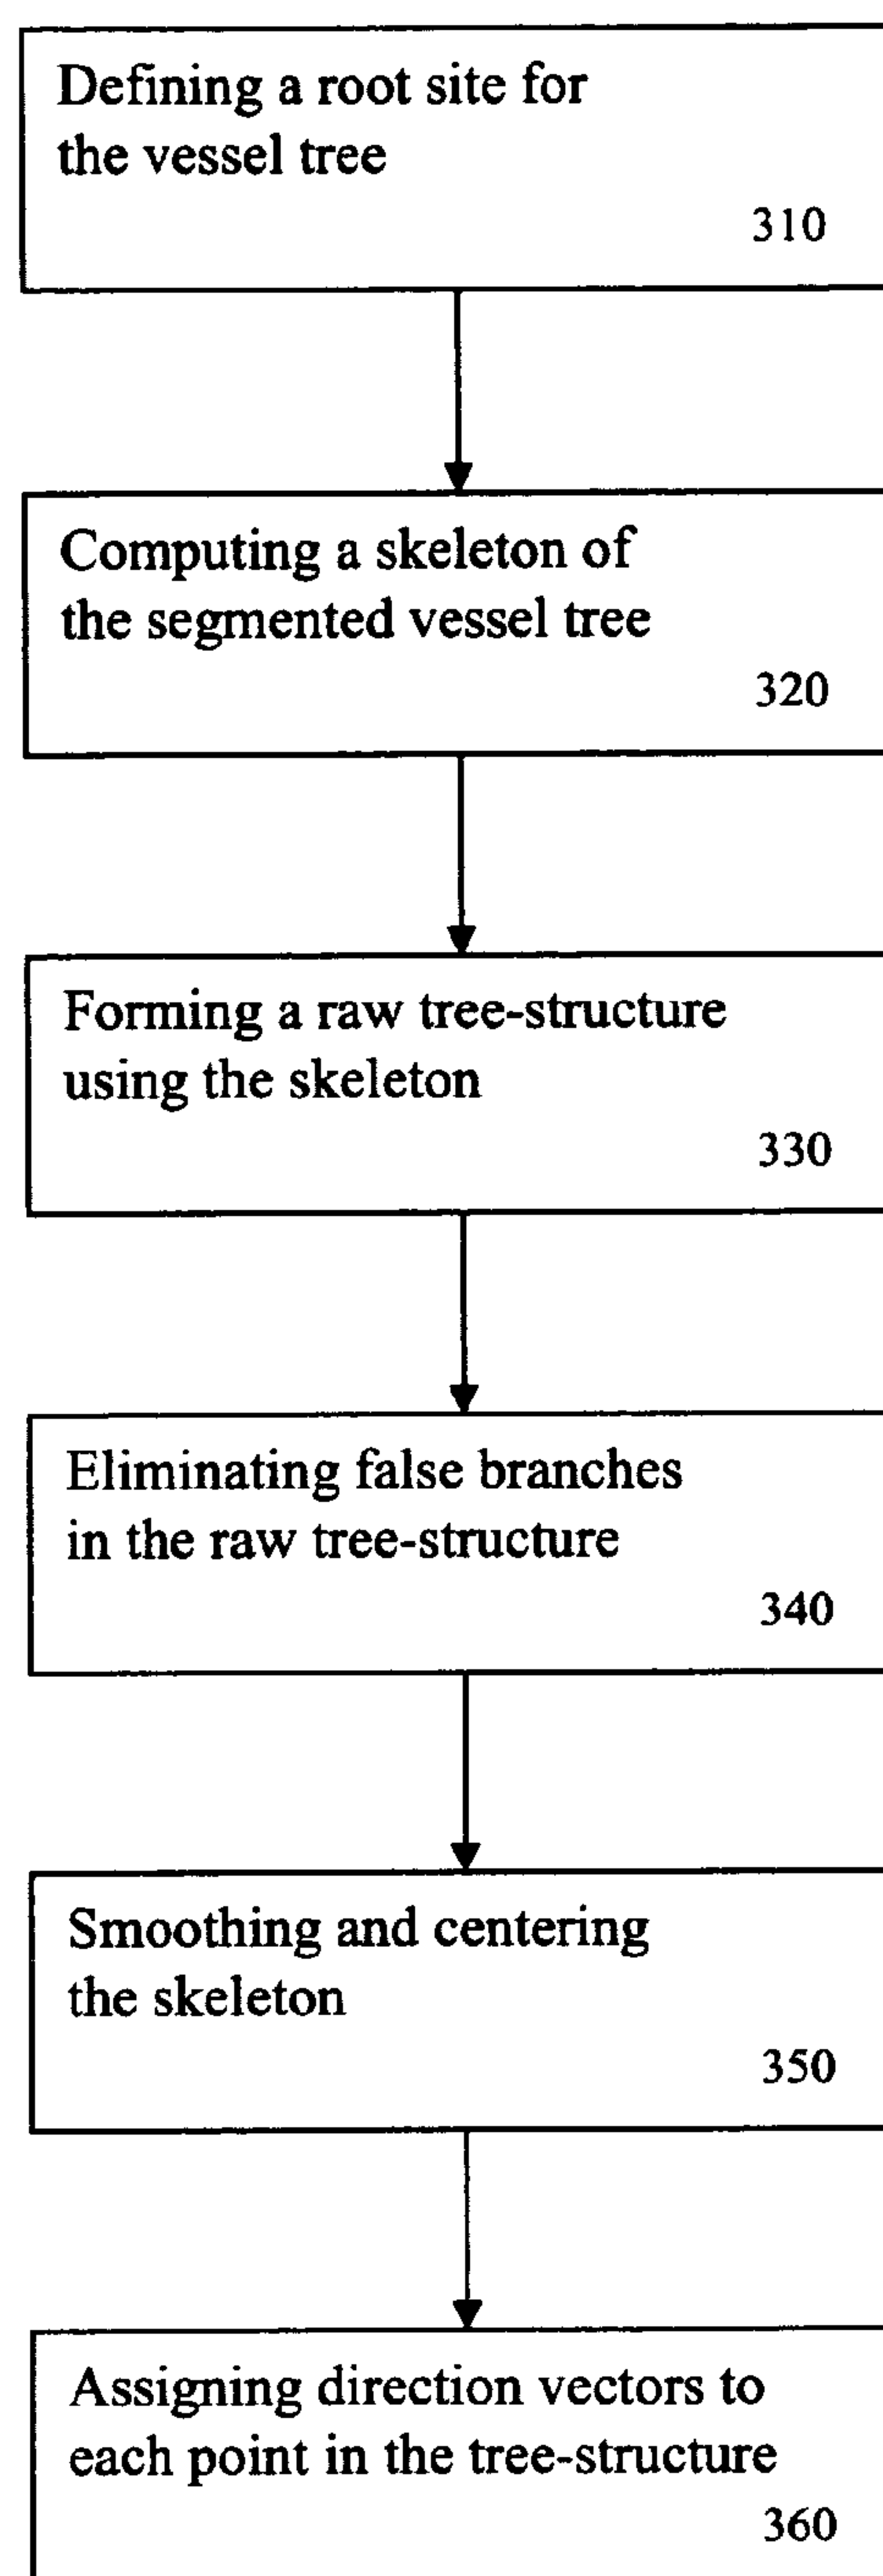 Defining a root site for
the vessel tree
310
Computing a skeleton of
the segmented vessel tree
320
Forming a raw tree-structure
using the skeleton
330
Eliminating false branches
in the raw tree-structure
340
Smoothing and centering
the skeleton
350
Assigning direction vectors to
each point in the tree-structure
360